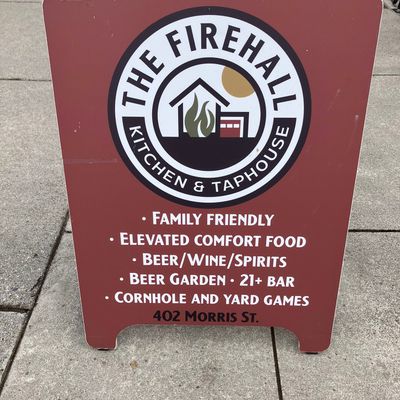 THE FIREHALL
KITCHEN & TAPHOUSE
· FAMILY FRIENDLY
· ELEVATED COMFORT FOOD
· BEER/WINE/SPIRITS
· BEER GARDEN · 21+ BAR
· CORNHOLE AND YARD GAMES
402 MORRIS ST.